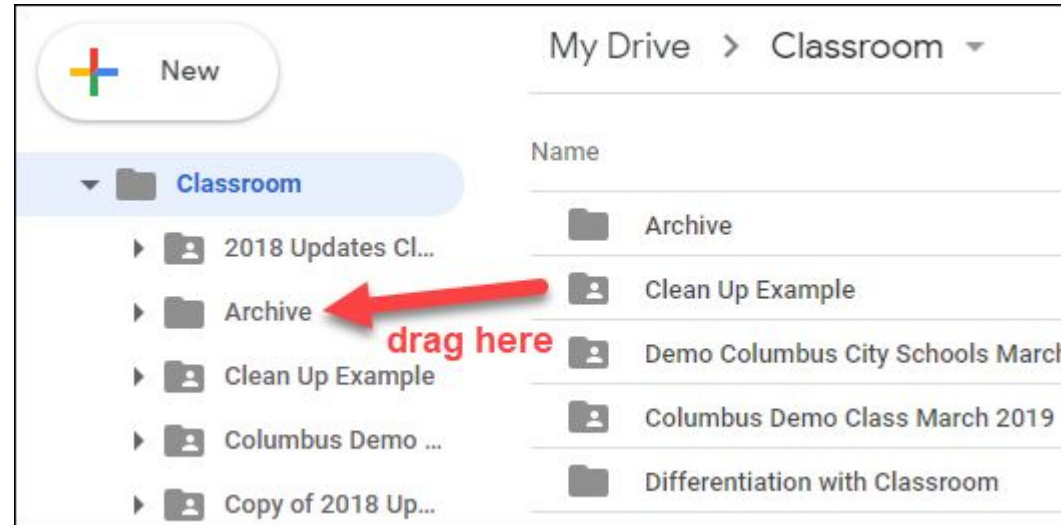 New
Classroom
2018 Updates Cl...
Archive
Clean Up Example
Columbus Demo ...
Copy of 2018 Up...
drag here
My Drive > Classroom
Name
Archive
Clean Up Example
Demo Columbus City Schools March
Columbus Demo Class March 2019
Differentiation with Classroom